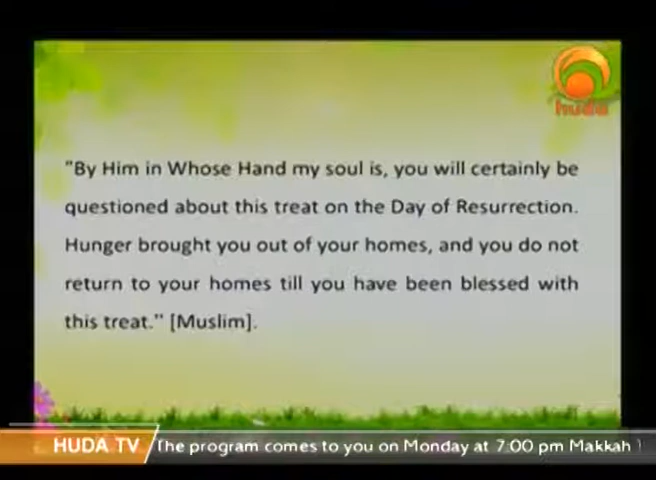 huda
"By Him in Whose Hand my soul is, you will certainly be
questioned about this treat on the Day of Resurrection.
Hunger brought you out of your homes, and you do not
return to your homes till you have been blessed with
this treat." [Muslim].
HUDA TV The program comes to you on Monday at 7:00 pm Makkah